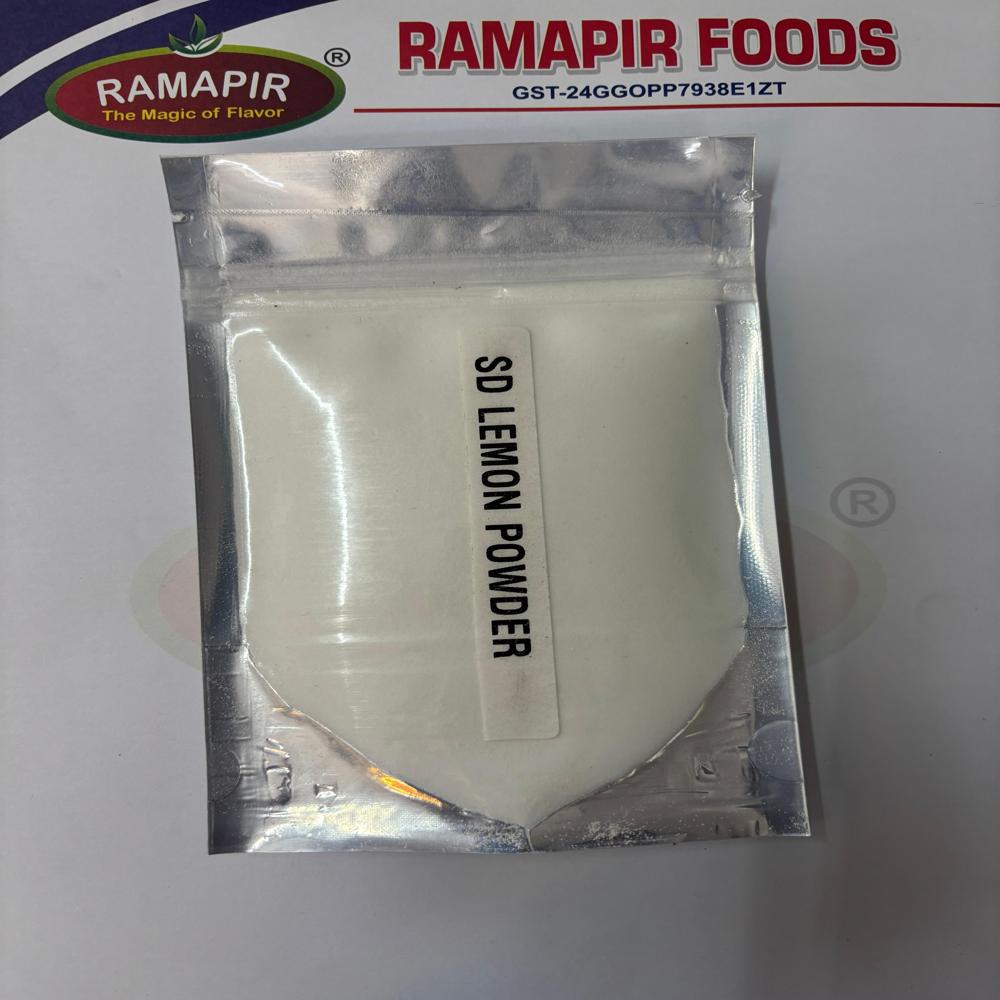 RAMAPIR
The Magic of Flavor
®
RAMAPIR FOODS
GST-24GGOPP7938E1ZT
SD LEMON POWDER
®